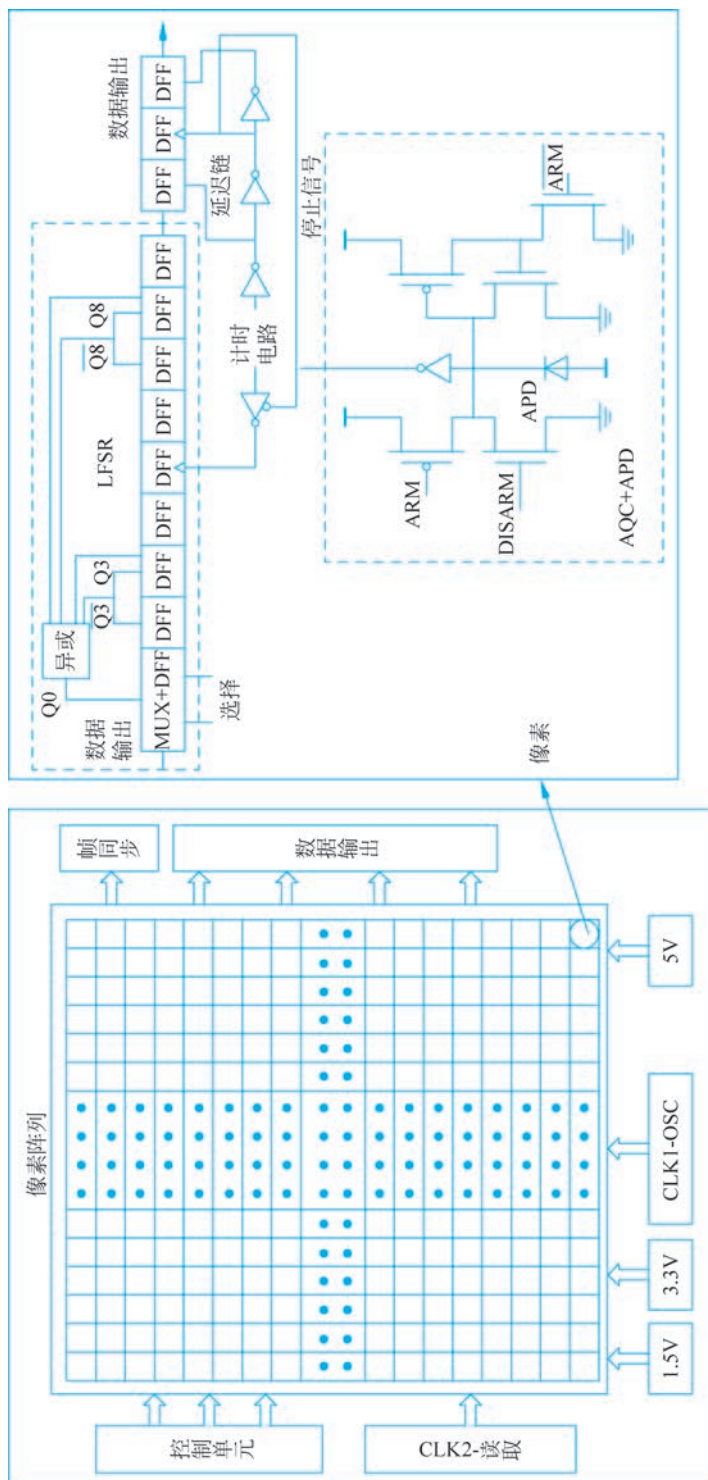 像素阵列
控制单元
CLK2-读取
帧同步
数据输出
1.5V
3.3V
CLK1-OSC
5V
像素
Q0
异或
数据输出
LFSR
Q̅3̅
Q3
Q̅8̅
Q8
数据输出
MUX+DFF
DFF
DFF
DFF
DFF
DFF
DFF
DFF
DFF
DFF
DFF
DFF
选择
计时电路
延迟链
停止信号
ARM
DISARM
APD
A̅R̅M̅
AQC+APD